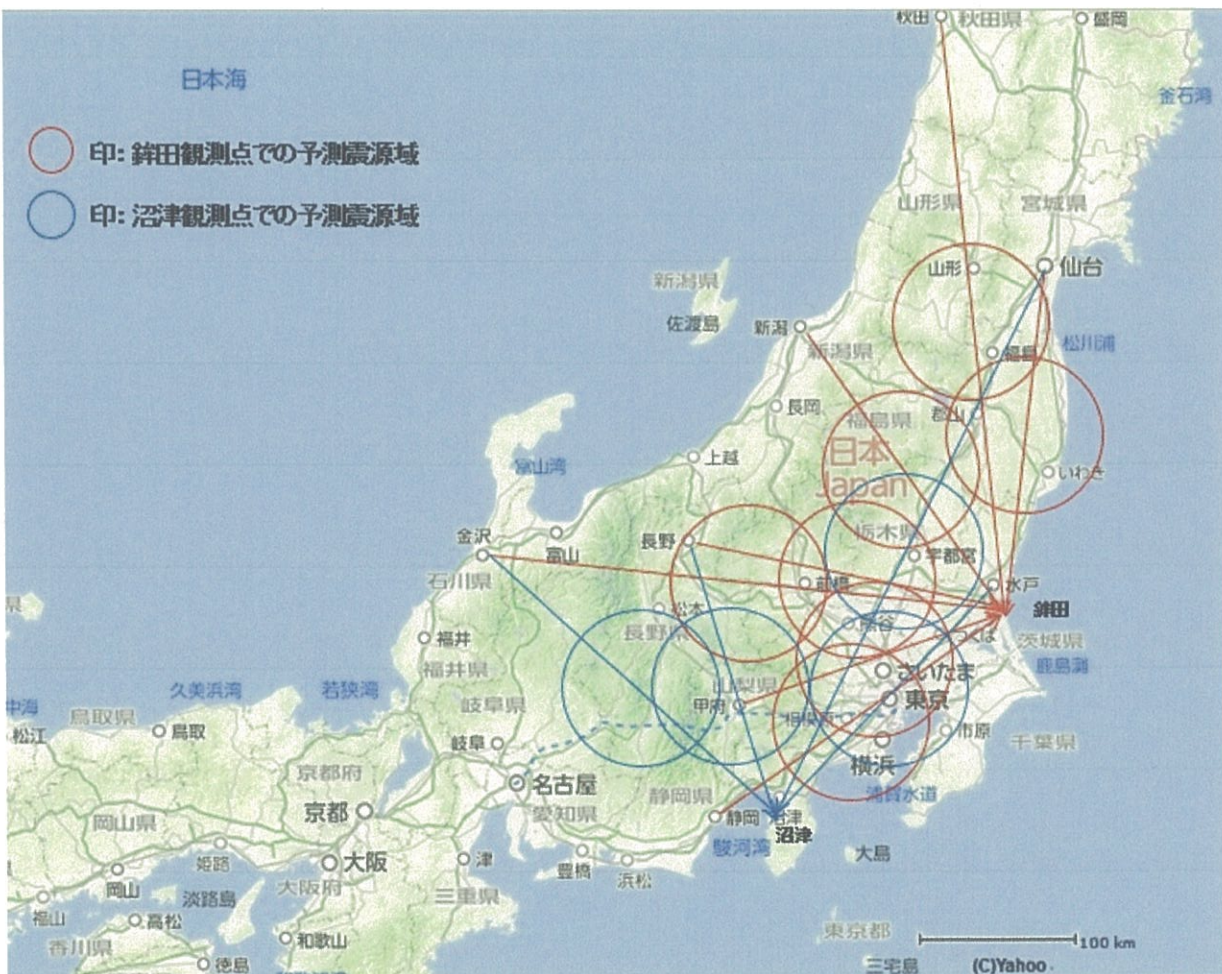 秋田
秋田県
盛岡
日本海
釜石湾
印: 鉾田観測点での予測震源域
印: 沼津観測点での予測震源域
山形県
宮城県
山形
仙台
新潟県
佐渡島
新潟
新潟県
福島
松川浦
長岡
福島県
郡山
日本
Japan
上越
いわき
富山湾
栃木県
金沢
富山
長野
宇都宮
石川県
前橋
水戸
松本
鉾田
長野県
熊谷
つくば
茨城県
福井
福井県
さいたま
鹿島灘
久美浜湾
若狭湾
山梨県
甲府
東京
中海
鳥取県
岐阜県
相模原
松江
鳥取
岐阜
市原
千葉県
京都府
横浜
名古屋
静岡県
浦賀水道
京都
愛知県
静岡
沼津
岡山県
沼津
駿河湾
大島
姫路
大阪
津
豊橋
浜松
岡山
大阪府
淡路島
三重県
福山
高松
東京都
香川県
和歌山
100 km
徳島
三宅島
(C)Yahoo